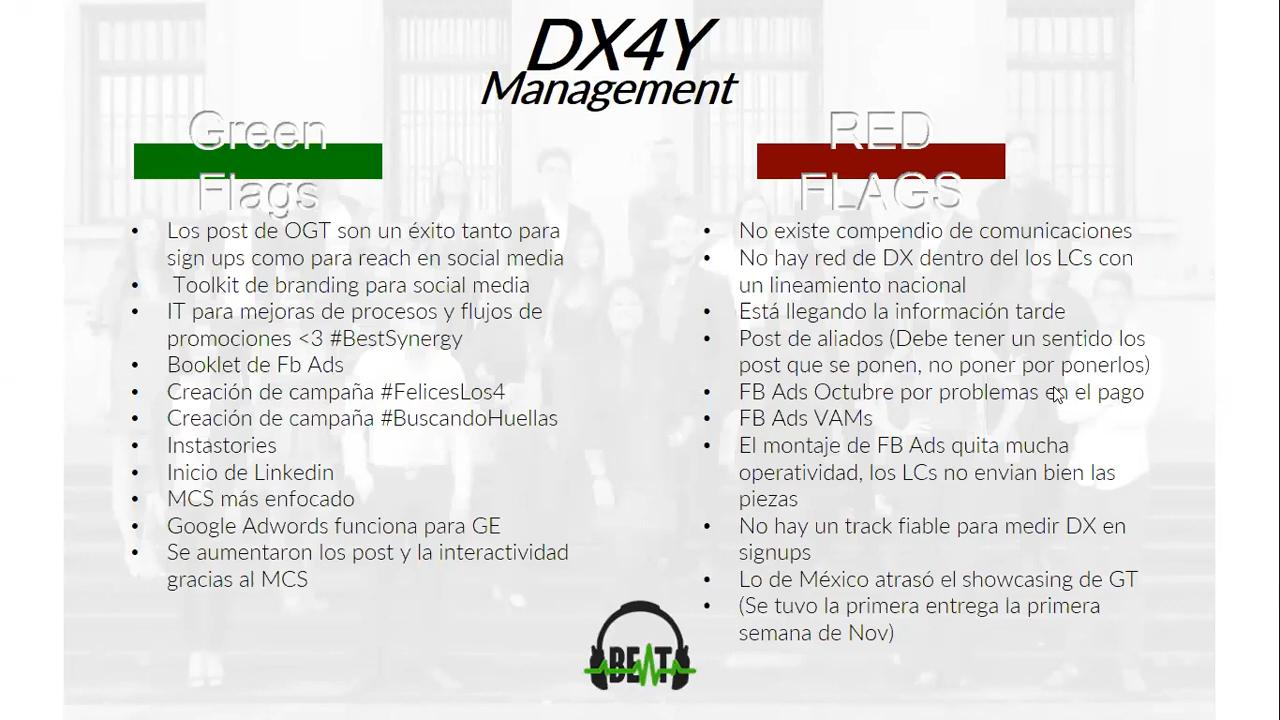 DX4Y
Management
Green
Flags
Los post de OGT son un éxito tanto para
sign ups como para reach en social media
Toolkit de branding para social media
IT para mejoras de procesos y flujos de
promociones <3 #BestSynergy
Booklet de Fb Ads
Creación de campaña #FelicesLos4
Creación de campaña #BuscandoHuellas
Instastories
Inicio de Linkedin
MCS más enfocado
Google Adwords funciona para GE
Se aumentaron los post y la interactividad
gracias al MCS
RED
FLAGS
No existe compendio de comunicaciones
No hay red de DX dentro del los LCs con
un lineamiento nacional
Está llegando la información tarde
Post de aliados (Debe tener un sentido los
post que se ponen, no poner por ponerlos)
FB Ads Octubre por problemas en el pago
FB Ads VAMs
El montaje de FB Ads quita mucha
operatividad, los LCs no envian bien las
piezas
No hay un track fiable para medir DX en
signups
Lo de México atrasó el showcasing de GT
(Se tuvo la primera entrega la primera
semana de Nov)
BEAT